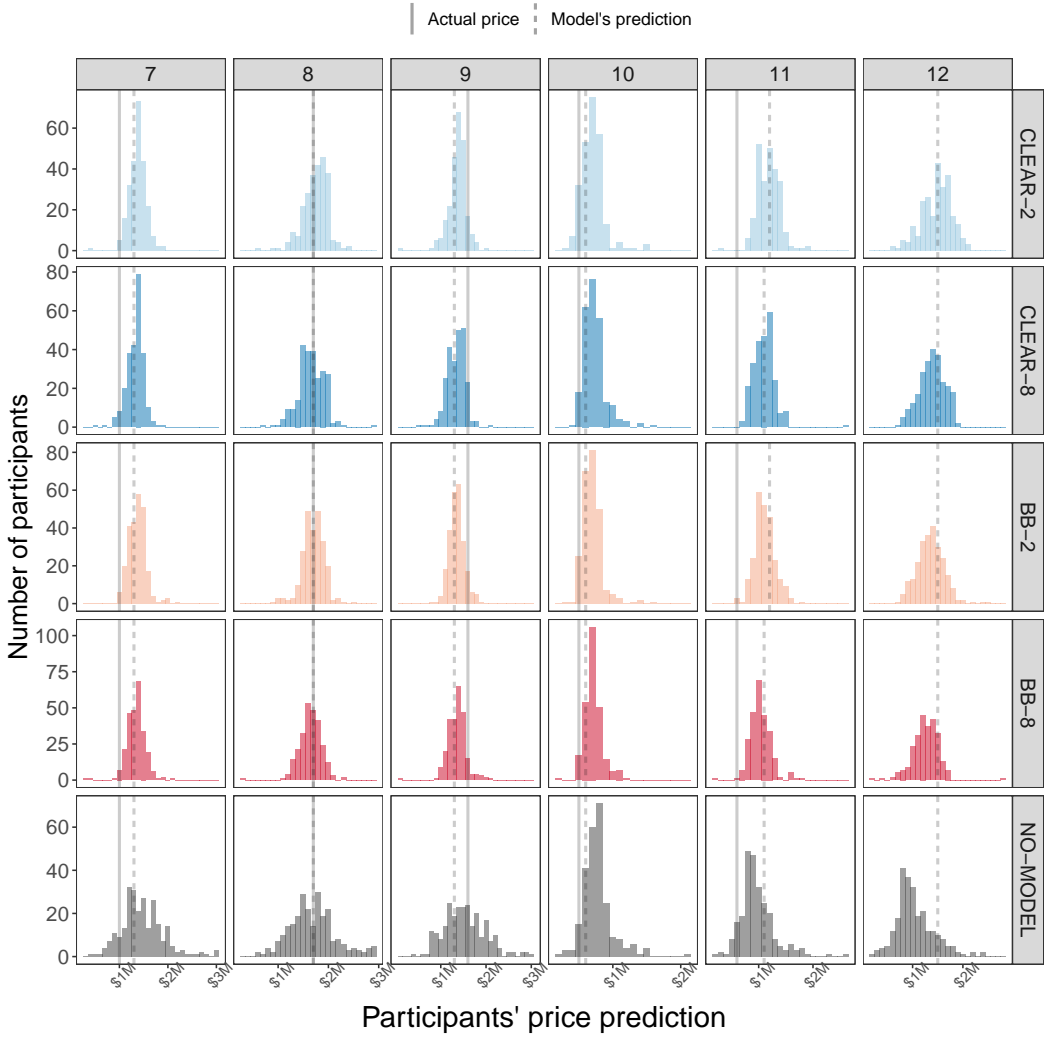 Actual price Model's prediction
7 8 9 10 11 12
60
40
20
0
CLEAR−2
80
60
40
20
0
CLEAR−8
80
60
40
20
0
BB−2
100
75
50
25
0
BB−8
60
40
20
0
NO−MODEL
Number of participants
$1M $2M $3M $1M $2M $3M $1M $2M $3M $1M $2M $1M $2M $1M $2M
Participants' price prediction